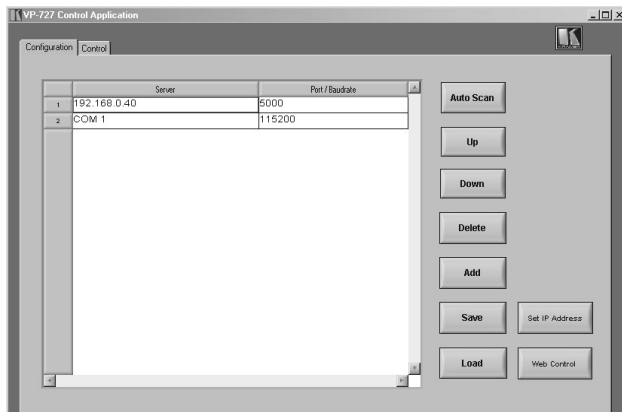 VP-727 Control Application
Configuration Control
Server Port / Baudrate
1 192.168.0.40 5000
2 COM 1 115200
Auto Scan
Up
Down
Delete
Add
Save Set IP Address
Load Web Control